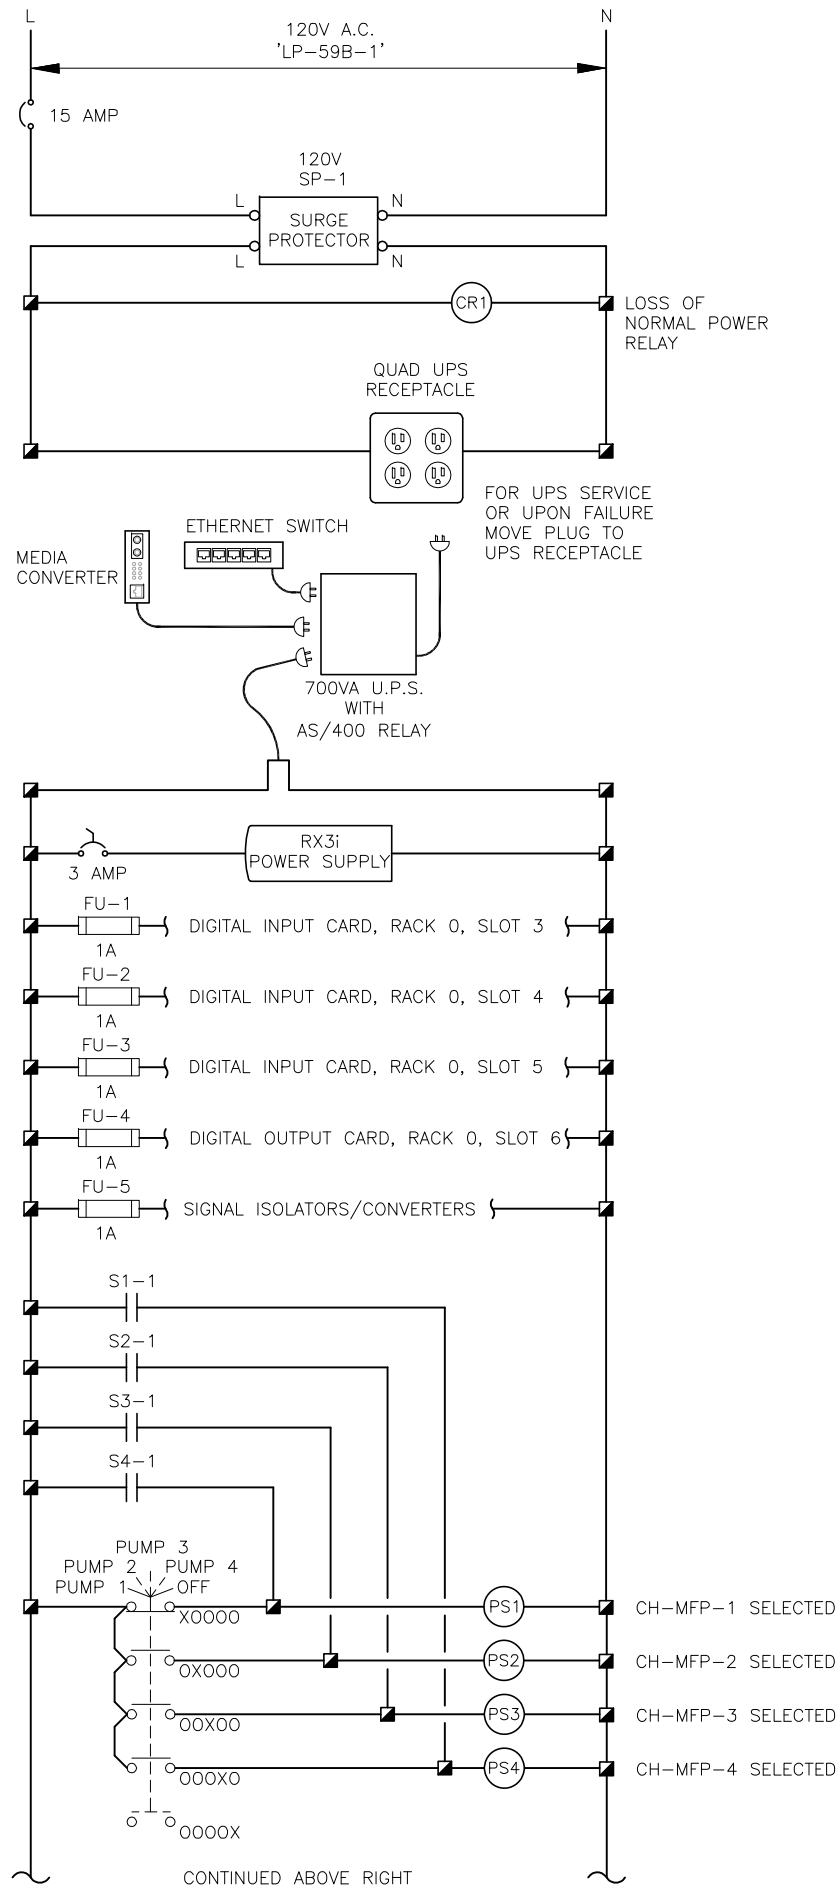 L
N
120V A.C.
'LP-59B-1'
15 AMP
120V
SP-1
L
N
SURGE
PROTECTOR
L
N
CR1
LOSS OF
NORMAL POWER
RELAY
QUAD UPS
RECEPTACLE
FOR UPS SERVICE
OR UPON FAILURE
MOVE PLUG TO
UPS RECEPTACLE
ETHERNET SWITCH
MEDIA
CONVERTER
700VA U.P.S.
WITH
AS/400 RELAY
RX3i
POWER SUPPLY
3 AMP
FU-1
DIGITAL INPUT CARD, RACK 0, SLOT 3
1A
FU-2
DIGITAL INPUT CARD, RACK 0, SLOT 4
1A
FU-3
DIGITAL INPUT CARD, RACK 0, SLOT 5
1A
FU-4
DIGITAL OUTPUT CARD, RACK 0, SLOT 6
1A
FU-5
SIGNAL ISOLATORS/CONVERTERS
1A
S1-1
S2-1
S3-1
S4-1
PUMP 3
PUMP 2
PUMP 4
PUMP 1
OFF
X0000
PS1
CH-MFP-1 SELECTED
0X000
PS2
CH-MFP-2 SELECTED
00X00
PS3
CH-MFP-3 SELECTED
000X0
PS4
CH-MFP-4 SELECTED
0000X
CONTINUED ABOVE RIGHT